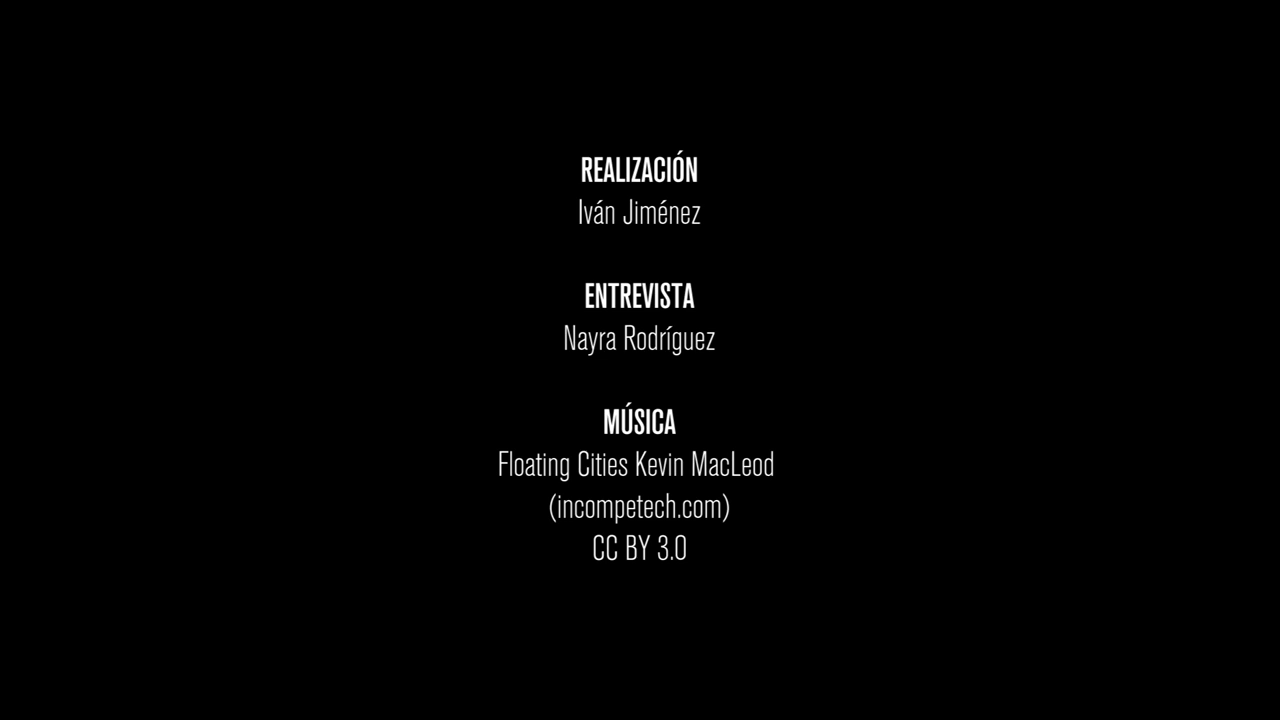 REALIZACIÓN
Iván Jiménez
ENTREVISTA
Nayra Rodríguez
MÚSICA
Floating Cities Kevin MacLeod
(incompetech.com)
CC BY 3.0